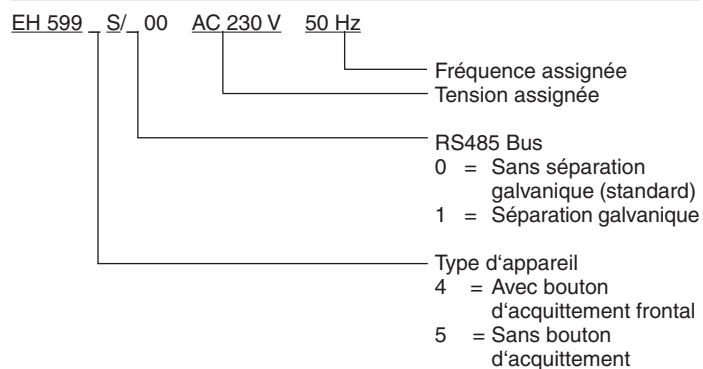 EH 599 _ S/_ 00 AC 230 V 50 Hz
Fréquence assignée
Tension assignée
RS485 Bus
0 = Sans séparation
galvanique (standard)
1 = Séparation galvanique
Type d‘appareil
4 = Avec bouton
d‘acquittement frontal
5 = Sans bouton
d‘acquittement